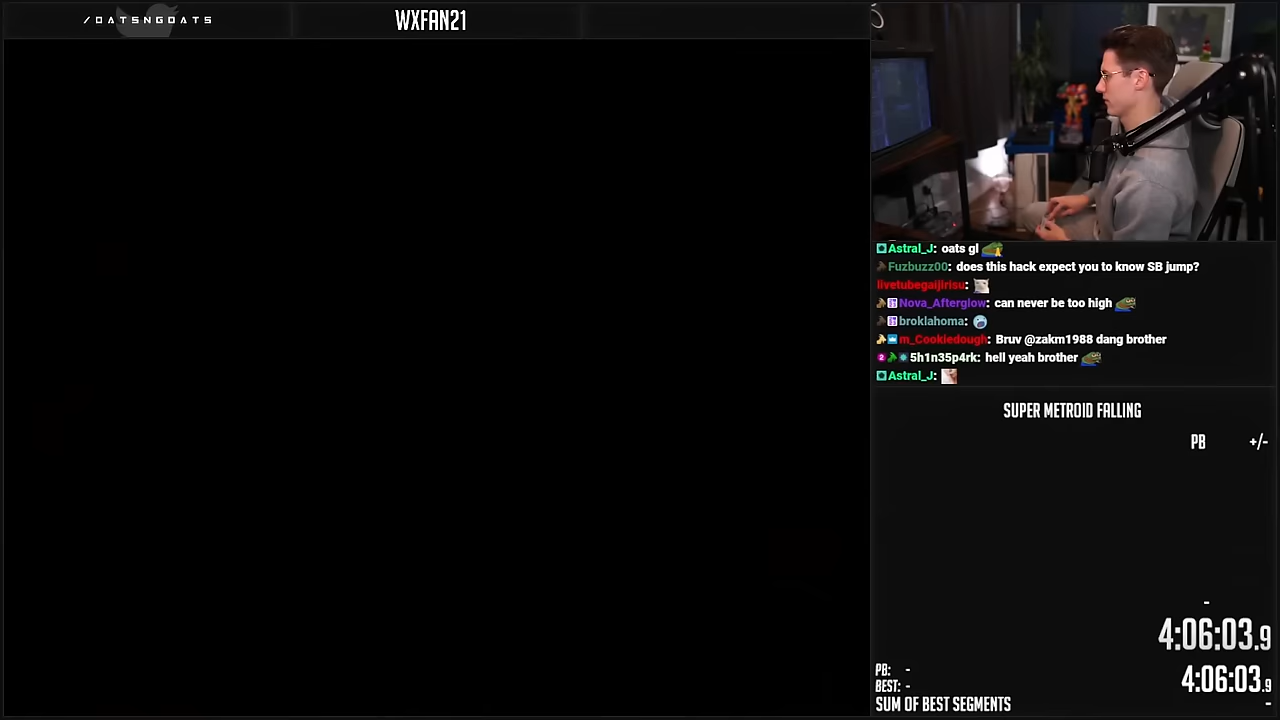 /OATSNGOATS
WXFAN21
Astral_J: oats gl
Fuzbuzz00: does this hack expect you to know SB jump?
livetubegaijirisu:
Nova_Afterglow: can never be too high
broklahoma:
m_Cookiedough: Bruv @zakm1988 dang brother
5h1n35p4rk: hell yeah brother
Astral_J:
SUPER METROID FALLING
PB +/-
-
4:06:03.9
PB: -
4:06:03.9
BEST: -
SUM OF BEST SEGMENTS -